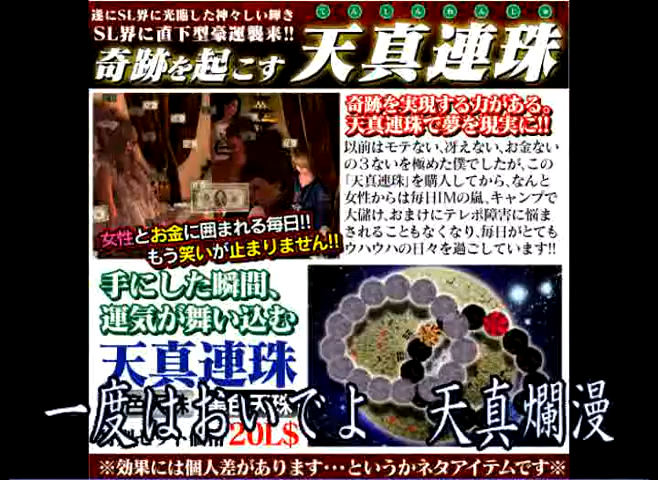 遂にSL界に光臨した神々しい輝き
SL界に直下型豪運襲来!!
奇跡を起こす
てんしんれんじゅ
天真連珠
奇跡を実現する力がある。
天真連珠で夢を現実に!!
以前はモテない、冴えない、お金ない
の3ないを極めた僕でしたが、この
「天真連珠」を購入してから、なんと
女性からは毎日IMの嵐、キャンプで
大儲け、おまけにテレポ障害に悩ま
されることもなくなり、毎日がとても
ウハウハの日々を過ごしています!!
女性とお金に囲まれる毎日!!
もう笑いが止まりません!!
手にした瞬間、
運気が舞い込む
天真連珠
20L$
一度はおいでよ 天真爛漫
※効果には個人差があります…というかネタアイテムです※